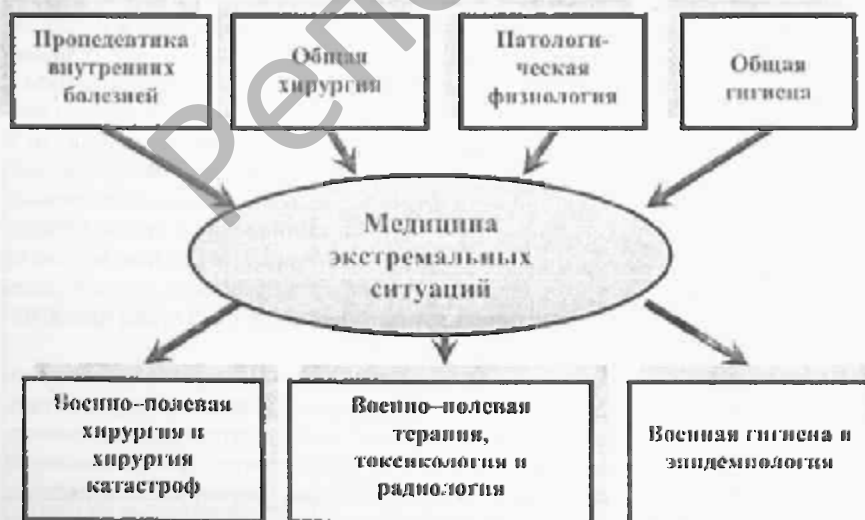 Пропедевтика
внутренних
болезней
Общая
хирургия
Патологи-
ческая
физиология
Общая
гигиена
Медицина
экстремальных
ситуаций
Военно-полевая
хирургия и
хирургия
катастроф
Военно-полевая
терапия,
токсикология и
радиология
Военная гигиена и
эпидемиология